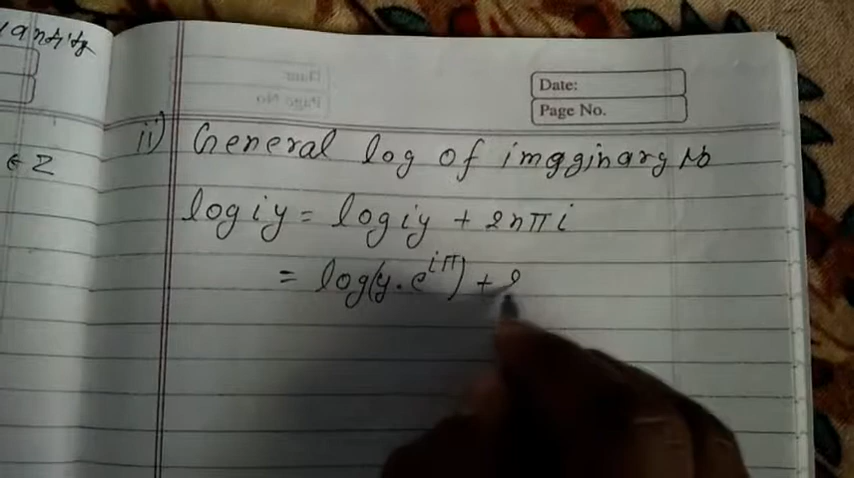 Date:
Page No.
∈ Z
ii) General log of imgginary No
log iy = log iy + 2nπi
= log(y. e^{iπ}) + 2